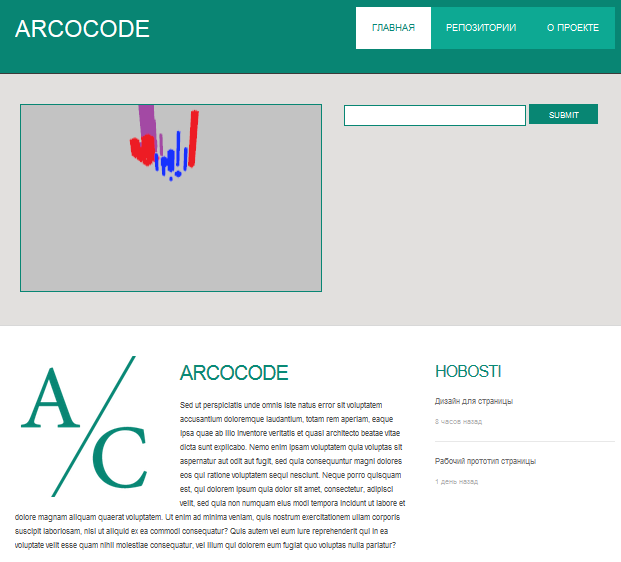 ARCOCODE
ГЛАВНАЯ
РЕПОЗИТОРИИ
О ПРОЕКТЕ
SUBMIT
A/C
ARCOCODE
Sed ut perspiciatis unde omnis iste natus error sit voluptatem
accusantium doloremque laudantium, totam rem aperiam, eaque
ipsa quae ab illo inventore veritatis et quasi architecto beatae vitae
dicta sunt explicabo. Nemo enim ipsam voluptatem quia voluptas sit
aspernatur aut odit aut fugit, sed quia consequuntur magni dolores
eos qui ratione voluptatem sequi nesciunt. Neque porro quisquam
est, qui dolorem ipsum quia dolor sit amet, consectetur, adipisci
velit, sed quia non numquam eius modi tempora incidunt ut labore et
dolore magnam aliquam quaerat voluptatem. Ut enim ad minima veniam, quis nostrum exercitationem ullam corporis
suscipit laboriosam, nisi ut aliquid ex ea commodi consequatur? Quis autem vel eum iure reprehenderit qui in ea
voluptate velit esse quam nihil molestiae consequatur, vel illum qui dolorem eum fugiat quo voluptas nulla pariatur?
НОВОSTI
Дизайн для страницы
8 часов назад
Рабочий прототип страницы
1 день назад